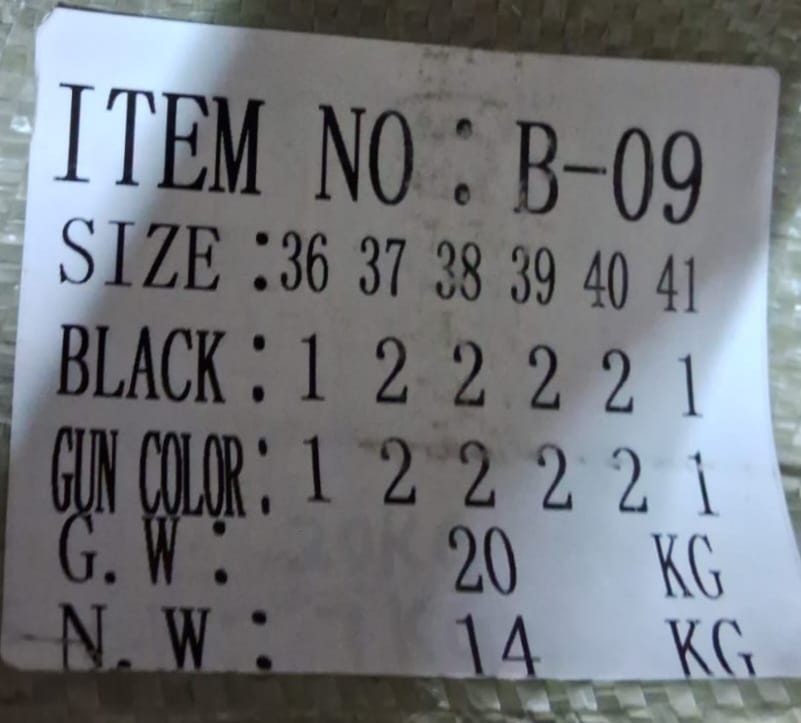 ITEM NO: B-09
SIZE:36 37 38 39 40 41
BLACK: 1 2 2 2 2 1
GUN COLOR: 1 2 2 2 2 1
G.W: 20 KG
N.W: 14 KG